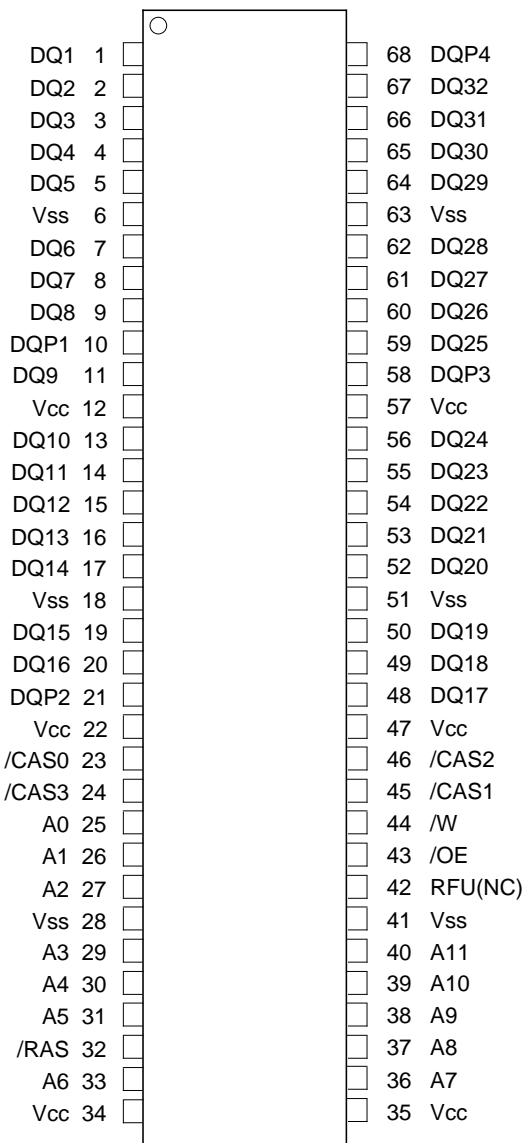 DQ1 1 68 DQP4
DQ2 2 67 DQ32
DQ3 3 66 DQ31
DQ4 4 65 DQ30
DQ5 5 64 DQ29
Vss 6 63 Vss
DQ6 7 62 DQ28
DQ7 8 61 DQ27
DQ8 9 60 DQ26
DQP1 10 59 DQ25
DQ9 11 58 DQP3
Vcc 12 57 Vcc
DQ10 13 56 DQ24
DQ11 14 55 DQ23
DQ12 15 54 DQ22
DQ13 16 53 DQ21
DQ14 17 52 DQ20
Vss 18 51 Vss
DQ15 19 50 DQ19
DQ16 20 49 DQ18
DQP2 21 48 DQ17
Vcc 22 47 Vcc
/CAS0 23 46 /CAS2
/CAS3 24 45 /CAS1
A0 25 44 /W
A1 26 43 /OE
A2 27 42 RFU(NC)
Vss 28 41 Vss
A3 29 40 A11
A4 30 39 A10
A5 31 38 A9
/RAS 32 37 A8
A6 33 36 A7
Vcc 34 35 Vcc